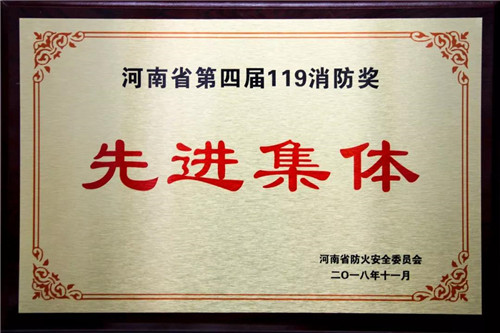 河南省第四届119消防奖
先进集体
河南省防火安全委员会
二〇一八年十一月